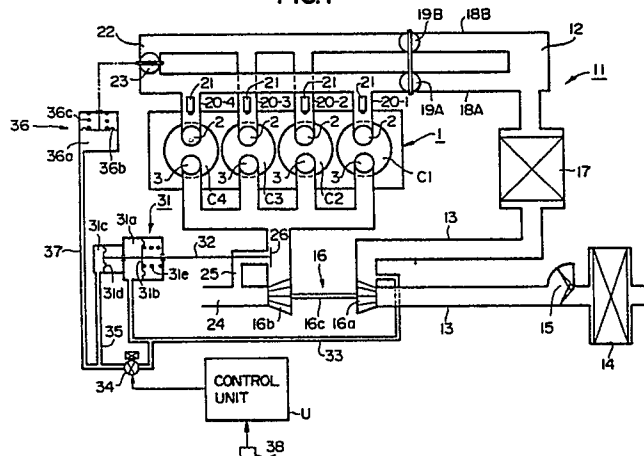 FIG.1
22
23
19B
18B
12
11
21
21
21
21
19A
18A
20-4
20-3
20-2
20-1
36c
36
36a
36b
2
2
2
2
1
3
3
3
3
C4
C3
C2
C1
17
31
31a
31c
37
32
26
13
31d
31b
31e
25
16
35
24
16b
16c
16a
13
15
14
34
33
CONTROL
UNIT
U
38